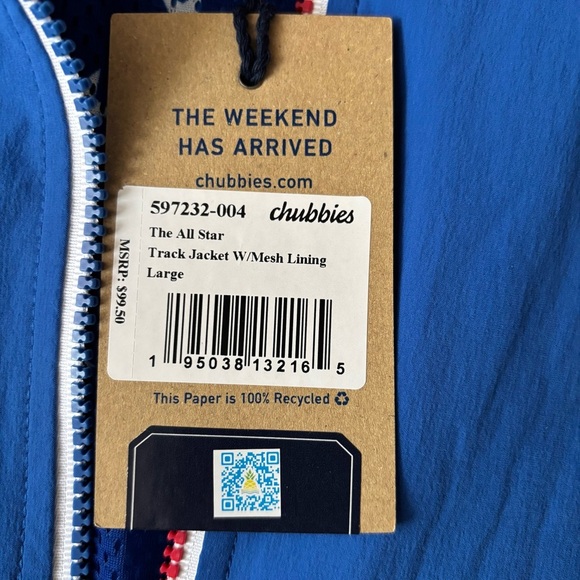 THE WEEKEND
HAS ARRIVED
chubbies.com
597232-004 chubbies
The All Star
Track Jacket W/Mesh Lining
Large
MSRP: $99.50
1 95038 13216 5
This Paper is 100% Recycled